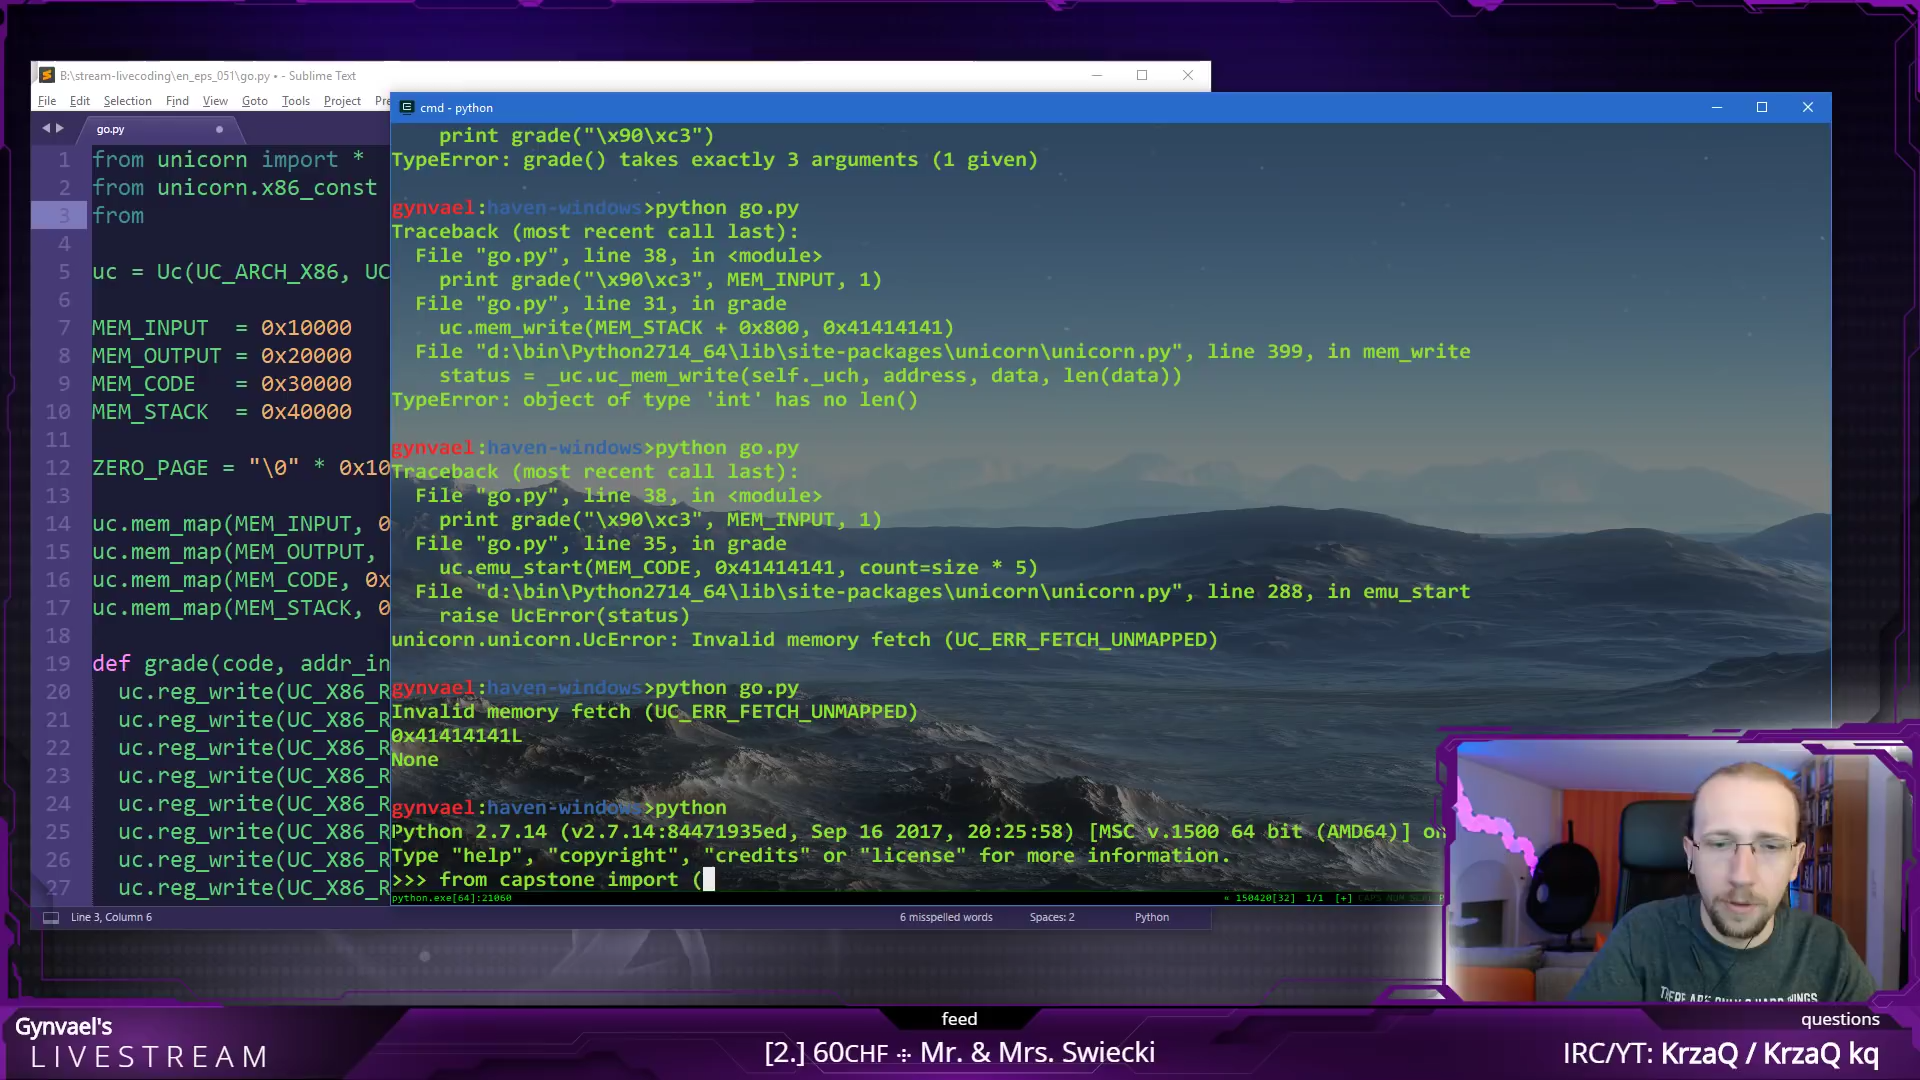 B:\stream-livecoding\en_eps_051\go.py • - Sublime Text
File Edit Selection Find View Goto Tools Project
go.py
1 from unicorn import *
2 from unicorn.x86_const
3 from
4
5 uc = Uc(UC_ARCH_X86, UC
6
7 MEM_INPUT = 0x10000
8 MEM_OUTPUT = 0x20000
9 MEM_CODE = 0x30000
10 MEM_STACK = 0x40000
11
12 ZERO_PAGE = "\0" * 0x10
13
14 uc.mem_map(MEM_INPUT, 0
15 uc.mem_map(MEM_OUTPUT,
16 uc.mem_map(MEM_CODE, 0x
17 uc.mem_map(MEM_STACK, 0
18
19 def grade(code, addr_in
20 uc.reg_write(UC_X86_R
21 uc.reg_write(UC_X86_R
22 uc.reg_write(UC_X86_R
23 uc.reg_write(UC_X86_R
24 uc.reg_write(UC_X86_R
25 uc.reg_write(UC_X86_R
26 uc.reg_write(UC_X86_R
27 uc.reg_write(UC_X86_R
Line 3, Column 6
6 misspelled words
Spaces: 2
Python
cmd - python
print grade("\x90\xc3")
TypeError: grade() takes exactly 3 arguments (1 given)
gynvael:haven-windows>python go.py
Traceback (most recent call last):
File "go.py", line 38, in <module>
print grade("\x90\xc3", MEM_INPUT, 1)
File "go.py", line 31, in grade
uc.mem_write(MEM_STACK + 0x800, 0x41414141)
File "d:\bin\Python2714_64\lib\site-packages\unicorn\unicorn.py", line 399, in mem_write
status = _uc.uc_mem_write(self._uch, address, data, len(data))
TypeError: object of type 'int' has no len()
gynvael:haven-windows>python go.py
Traceback (most recent call last):
File "go.py", line 38, in <module>
print grade("\x90\xc3", MEM_INPUT, 1)
File "go.py", line 35, in grade
uc.emu_start(MEM_CODE, 0x41414141, count=size * 5)
File "d:\bin\Python2714_64\lib\site-packages\unicorn\unicorn.py", line 288, in emu_start
raise UcError(status)
unicorn.unicorn.UcError: Invalid memory fetch (UC_ERR_FETCH_UNMAPPED)
gynvael:haven-windows>python go.py
Invalid memory fetch (UC_ERR_FETCH_UNMAPPED)
0x41414141L
None
gynvael:haven-windows>python
Python 2.7.14 (v2.7.14:84471935ed, Sep 16 2017, 20:25:58) [MSC v.1500 64 bit (AMD64)] on
Type "help", "copyright", "credits" or "license" for more information.
>>> from capstone import (
python.exe[64]:21060
« 150420[32] 1/1 [+] CAPS NUM SCRL
Gynvael's
LIVESTREAM
feed
[2.] 60CHF ÷ Mr. & Mrs. Swiecki
questions
IRC/YT: KrzaQ / KrzaQ kq